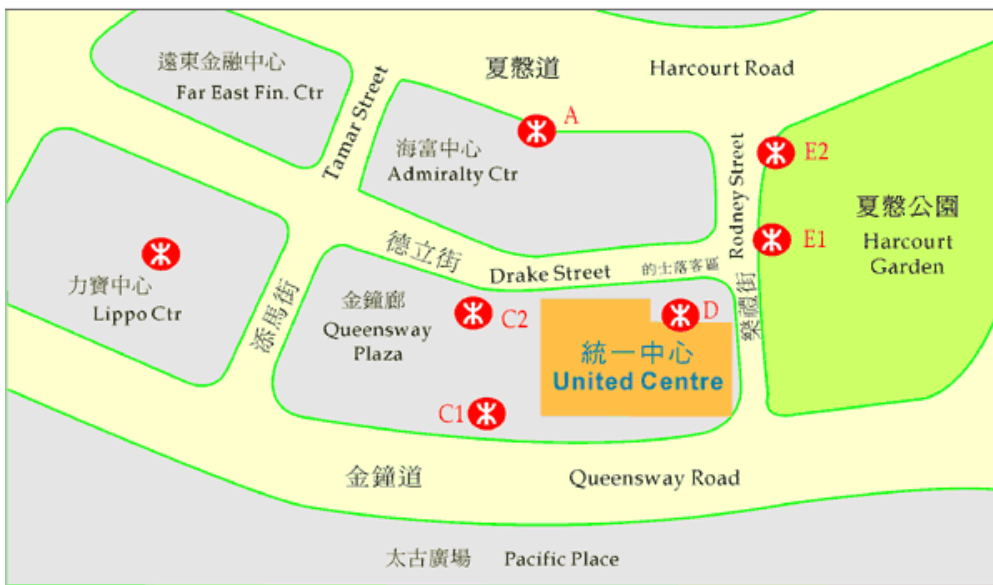 遠東金融中心
Far East Fin. Ctr
Tamar Street
夏慤道
Harcourt Road
A
海富中心
Admiralty Ctr
Rodney Street
E2
夏慤公園
Harcourt
Garden
E1
力寶中心
Lippo Ctr
添馬街
德立街
Drake Street
的士落客區
樂禮街
金鐘廊
Queensway
Plaza
C2
D
統一中心
United Centre
C1
金鐘道
Queensway Road
太古廣場
Pacific Place